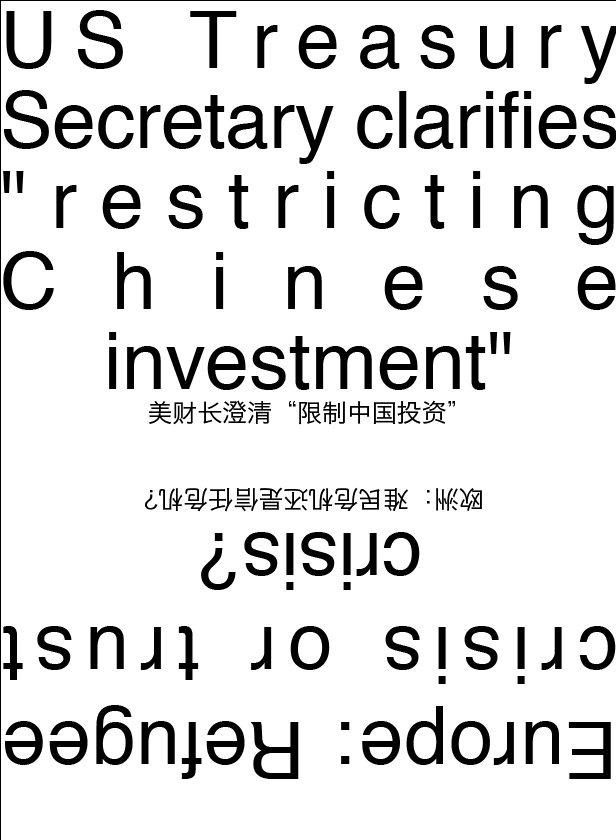 US Treasury
Secretary clarifies
"restricting
Chinese
investment"
美财长澄清“限制中国投资”
Europe: Refugee
crisis or trust
crisis?
欧洲：难民危机还是信任危机？